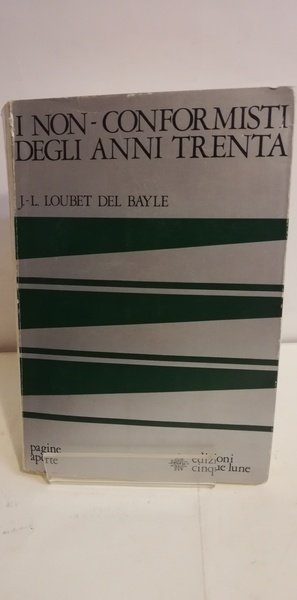 I NON-CONFORMISTI
DEGLI ANNI TRENTA
J.-L. LOUBET DEL BAYLE
pagine
aperte
edizioni
cinque lune